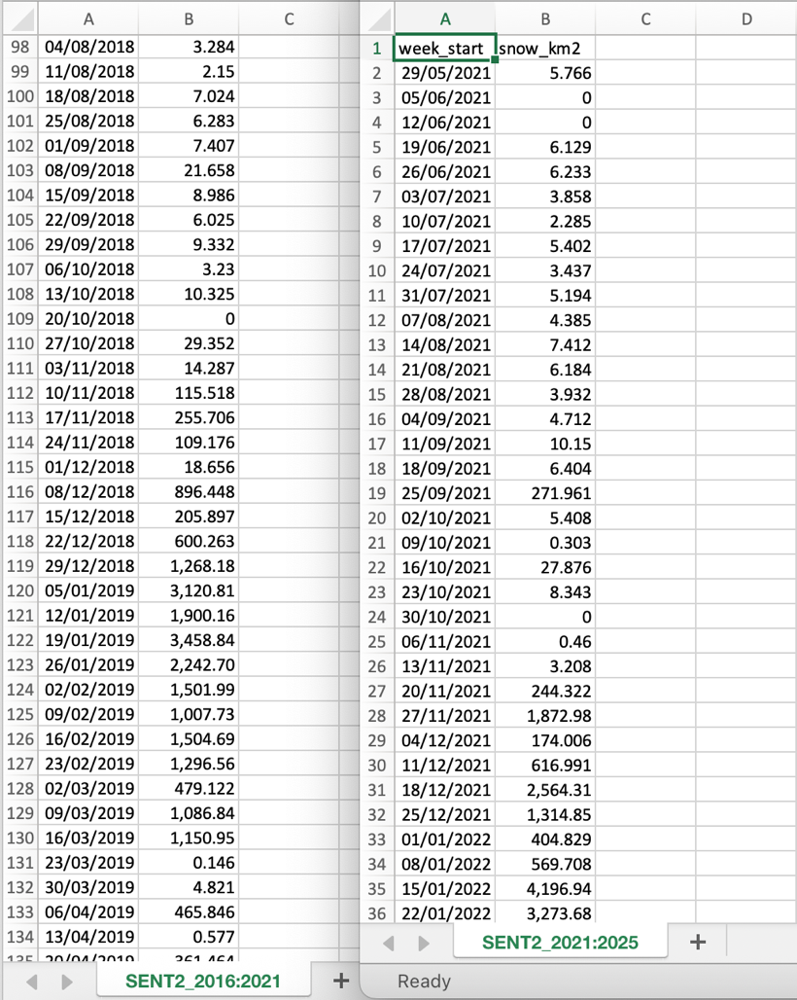 A B C
98 04/08/2018 3.284
99 11/08/2018 2.15
100 18/08/2018 7.024
101 25/08/2018 6.283
102 01/09/2018 7.407
103 08/09/2018 21.658
104 15/09/2018 8.986
105 22/09/2018 6.025
106 29/09/2018 9.332
107 06/10/2018 3.23
108 13/10/2018 10.325
109 20/10/2018 0
110 27/10/2018 29.352
111 03/11/2018 14.287
112 10/11/2018 115.518
113 17/11/2018 255.706
114 24/11/2018 109.176
115 01/12/2018 18.656
116 08/12/2018 896.448
117 15/12/2018 205.897
118 22/12/2018 600.263
119 29/12/2018 1,268.18
120 05/01/2019 3,120.81
121 12/01/2019 1,900.16
122 19/01/2019 3,458.84
123 26/01/2019 2,242.70
124 02/02/2019 1,501.99
125 09/02/2019 1,007.73
126 16/02/2019 1,504.69
127 23/02/2019 1,296.56
128 02/03/2019 479.122
129 09/03/2019 1,086.84
130 16/03/2019 1,150.95
131 23/03/2019 0.146
132 30/03/2019 4.821
133 06/04/2019 465.846
134 13/04/2019 0.577
135 20/04/2019 361.464
SENT2_2016:2021 +
A B C D
1 week_start snow_km2
2 29/05/2021 5.766
3 05/06/2021 0
4 12/06/2021 0
5 19/06/2021 6.129
6 26/06/2021 6.233
7 03/07/2021 3.858
8 10/07/2021 2.285
9 17/07/2021 5.402
10 24/07/2021 3.437
11 31/07/2021 5.194
12 07/08/2021 4.385
13 14/08/2021 7.412
14 21/08/2021 6.184
15 28/08/2021 3.932
16 04/09/2021 4.712
17 11/09/2021 10.15
18 18/09/2021 6.404
19 25/09/2021 271.961
20 02/10/2021 5.408
21 09/10/2021 0.303
22 16/10/2021 27.876
23 23/10/2021 8.343
24 30/10/2021 0
25 06/11/2021 0.46
26 13/11/2021 3.208
27 20/11/2021 244.322
28 27/11/2021 1,872.98
29 04/12/2021 174.006
30 11/12/2021 616.991
31 18/12/2021 2,564.31
32 25/12/2021 1,314.85
33 01/01/2022 404.829
34 08/01/2022 569.708
35 15/01/2022 4,196.94
36 22/01/2022 3,273.68
SENT2_2021:2025 +
Ready